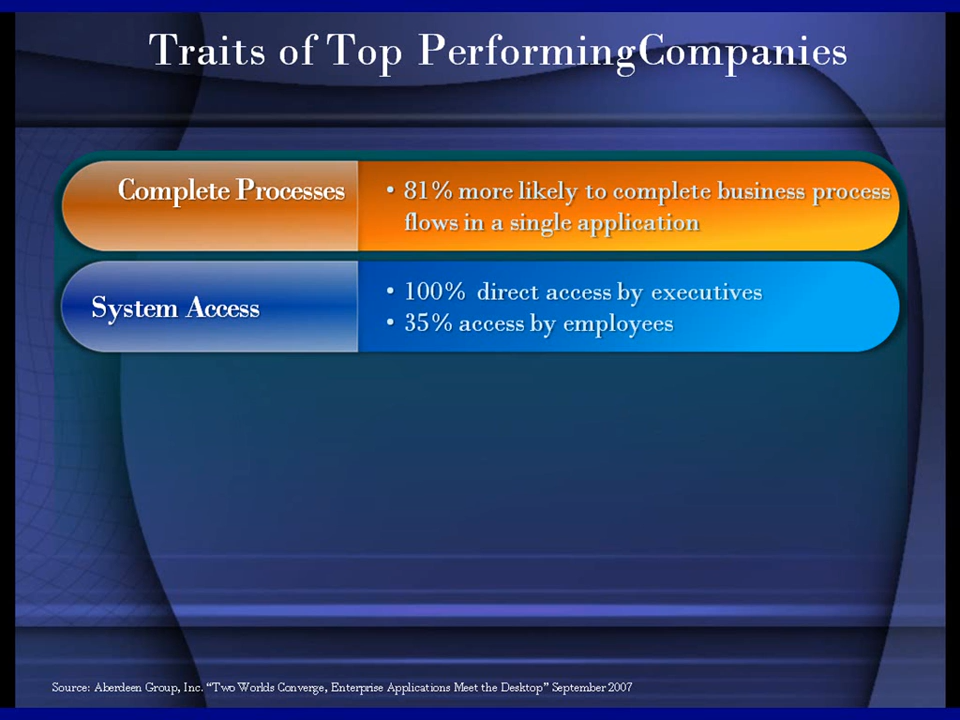 Traits of Top PerformingCompanies
Complete Processes
• 81% more likely to complete business process
flows in a single application
System Access
• 100% direct access by executives
• 35% access by employees
Source: Aberdeen Group, Inc. “Two Worlds Converge, Enterprise Applications Meet the Desktop” September 2007